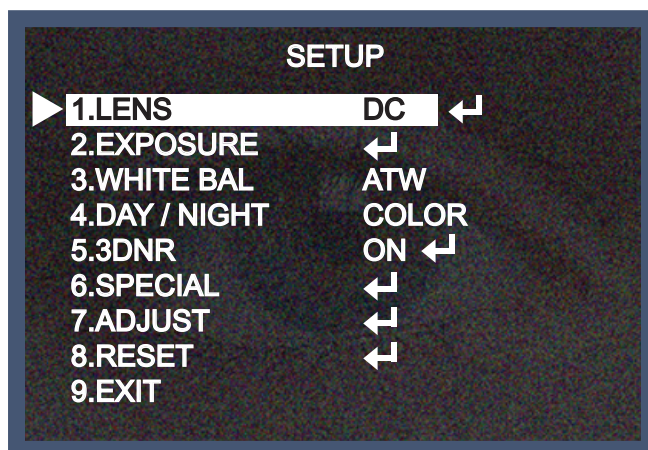 SETUP
1.LENS DC ↵
2.EXPOSURE ↵
3.WHITE BAL ATW
4.DAY / NIGHT COLOR
5.3DNR ON ↵
6.SPECIAL ↵
7.ADJUST ↵
8.RESET ↵
9.EXIT